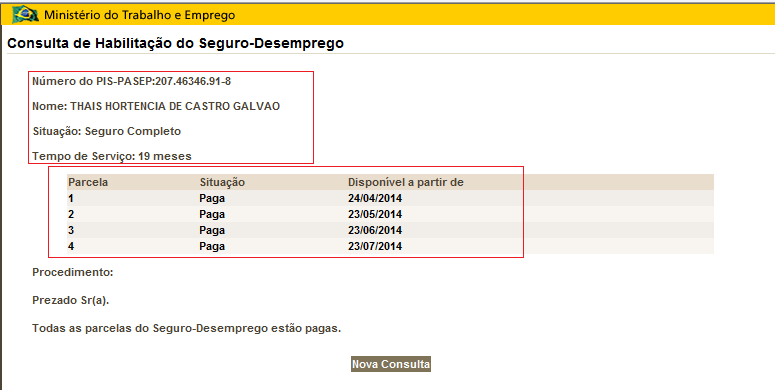 Ministério do Trabalho e Emprego
Consulta de Habilitação do Seguro-Desemprego
Número do PIS-PASEP:207.46346.91-8
Nome: THAIS HORTENCIA DE CASTRO GALVAO
Situação: Seguro Completo
Tempo de Serviço: 19 meses
Parcela Situação Disponível a partir de
1 Paga 24/04/2014
2 Paga 23/05/2014
3 Paga 23/06/2014
4 Paga 23/07/2014
Procedimento:
Prezado Sr(a).
Todas as parcelas do Seguro-Desemprego estão pagas.
Nova Consulta